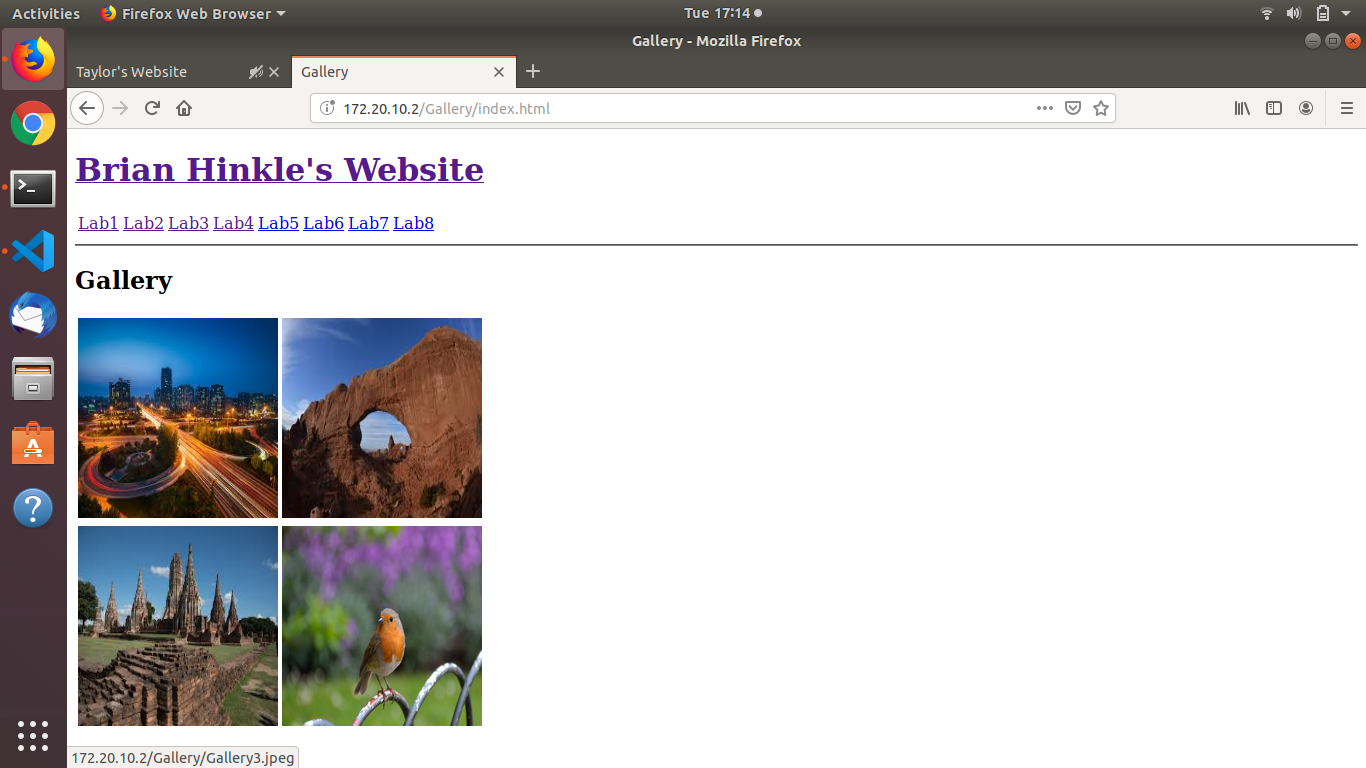 Activities Firefox Web Browser Tue 17:14
Gallery - Mozilla Firefox
Taylor's Website Gallery
172.20.10.2/Gallery/index.html
Brian Hinkle's Website
Lab1 Lab2 Lab3 Lab4 Lab5 Lab6 Lab7 Lab8
Gallery
172.20.10.2/Gallery/Gallery3.jpeg